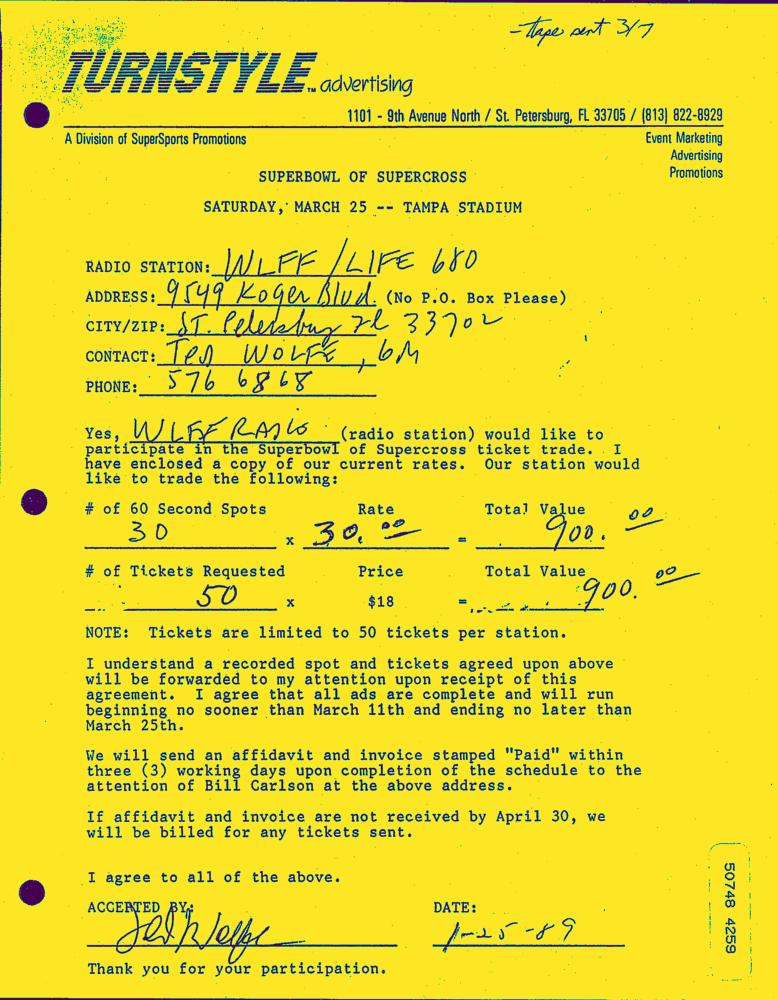 - tape sent 3/7
TURNSTYLE™ advertising
1101 - 9th Avenue North / St. Petersburg, FL 33705 / (813) 822-8929
A Division of SuperSports Promotions
Event Marketing
Advertising
Promotions
SUPERBOWL OF SUPERCROSS
SATURDAY, MARCH 25 -- TAMPA STADIUM
RADIO STATION: WLFF / LIFE 680
ADDRESS: 9549 Koger Blvd. (No P.O. Box Please)
CITY/ZIP: ST. Petersburg Fl 33702
CONTACT: Ted WOLFE, GM
PHONE: 576 6868
Yes, WLFF RADIO (radio station) would like to
participate in the Superbowl of Supercross ticket trade. I
have enclosed a copy of our current rates. Our station would
like to trade the following:
# of 60 Second Spots Rate Total Value
30 x 30.00 = 900.00
# of Tickets Requested Price Total Value
50 x $18 = 900.00
NOTE: Tickets are limited to 50 tickets per station.
I understand a recorded spot and tickets agreed upon above
will be forwarded to my attention upon receipt of this
agreement. I agree that all ads are complete and will run
beginning no sooner than March 11th and ending no later than
March 25th.
We will send an affidavit and invoice stamped "Paid" within
three (3) working days upon completion of the schedule to the
attention of Bill Carlson at the above address.
If affidavit and invoice are not received by April 30, we
will be billed for any tickets sent.
I agree to all of the above.
ACCEPTED BY: Ted Wolfe DATE: 1-25-89
Thank you for your participation.
50748 4259